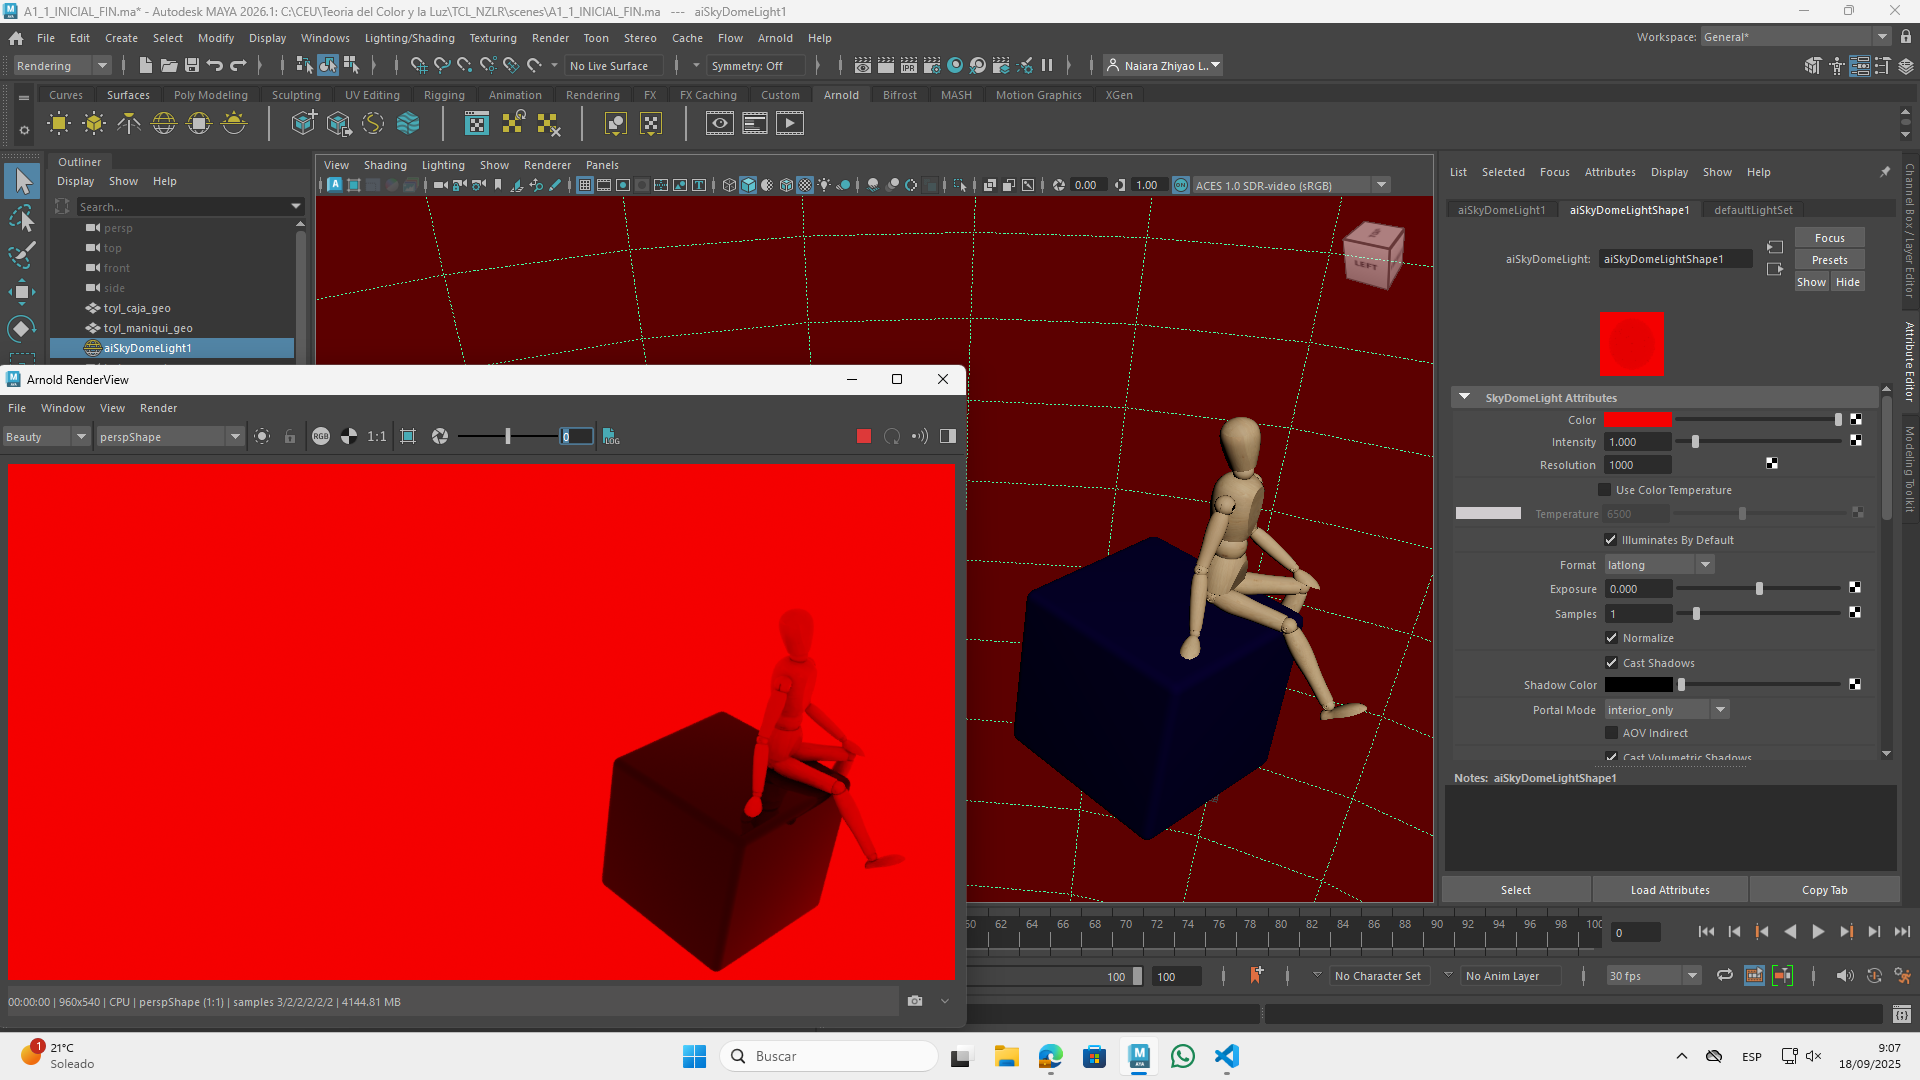 A1_1_INICIAL_FIN.ma* - Autodesk MAYA 2026.1: C:\CEU\Teoria del Color y la Luz\TCL_NZLR\scenes\A1_1_INICIAL_FIN.ma --- aiSkyDomeLight1
File Edit Create Select Modify Display Windows Lighting/Shading Texturing Render Toon Stereo Cache Flow Arnold Help
Workspace: General*
Rendering
No Live Surface
Symmetry: Off
IPR
Naiara Zhiyao L..
Curves Surfaces Poly Modeling Sculpting UV Editing Rigging Animation Rendering FX FX Caching Custom Arnold Bifrost MASH Motion Graphics XGen
Outliner
Display Show Help
Search...
persp
top
front
side
tcyl_caja_geo
tcyl_maniqui_geo
aiSkyDomeLight1
View Shading Lighting Show Renderer Panels
0.00
1.00
ACES 1.0 SDR-video (sRGB)
LEFT
List Selected Focus Attributes Display Show Help
aiSkyDomeLight1 aiSkyDomeLightShape1 defaultLightSet
aiSkyDomeLight: aiSkyDomeLightShape1
Focus
Presets
Show Hide
SkyDomeLight Attributes
Color
Intensity 1.000
Resolution 1000
Use Color Temperature
Temperature 6500
Illuminates By Default
Format latlong
Exposure 0.000
Samples 1
Normalize
Cast Shadows
Shadow Color
Portal Mode interior_only
AOV Indirect
Cast Volumetric Shadows
Notes: aiSkyDomeLightShape1
Select Load Attributes Copy Tab
Channel Box / Layer Editor
Attribute Editor
Modeling Toolkit
Arnold RenderView
File Window View Render
Beauty
perspShape
RGB
1:1
0
LOG
00:00:00 | 960x540 | CPU | perspShape (1:1) | samples 3/2/2/2/2/2 | 4144.81 MB
60 62 64 66 68 70 72 74 76 78 80 82 84 86 88 90 92 94 96 98 100
0
100
100
No Character Set
No Anim Layer
30 fps
1
21°C
Soleado
Buscar
ESP
9:07
18/09/2025